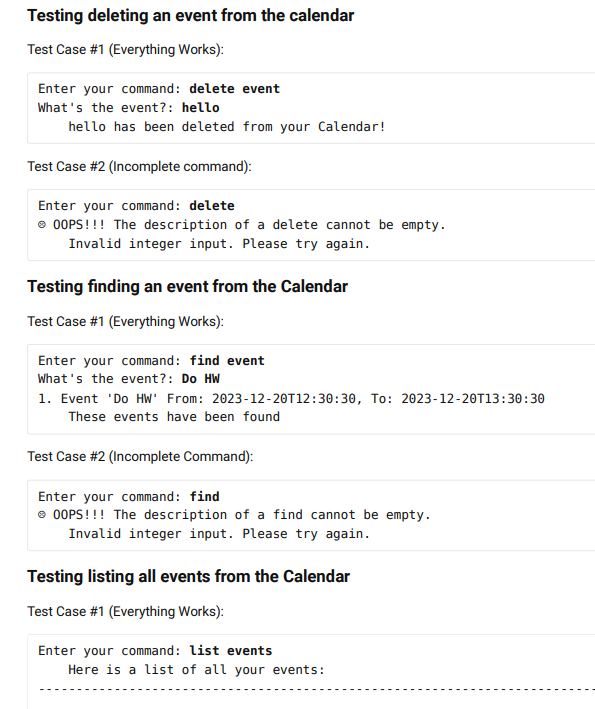 Testing deleting an event from the calendar
Test Case #1 (Everything Works):
Enter your command: delete event
What's the event?: hello
hello has been deleted from your Calendar!
Test Case #2 (Incomplete command):
Enter your command: delete
☹ OOPS!!! The description of a delete cannot be empty.
Invalid integer input. Please try again.
Testing finding an event from the Calendar
Test Case #1 (Everything Works):
Enter your command: find event
What's the event?: Do HW
1. Event 'Do HW' From: 2023-12-20T12:30:30, To: 2023-12-20T13:30:30
These events have been found
Test Case #2 (Incomplete Command):
Enter your command: find
☹ OOPS!!! The description of a find cannot be empty.
Invalid integer input. Please try again.
Testing listing all events from the Calendar
Test Case #1 (Everything Works):
Enter your command: list events
Here is a list of all your events:
--------------------------------------------------------------------------